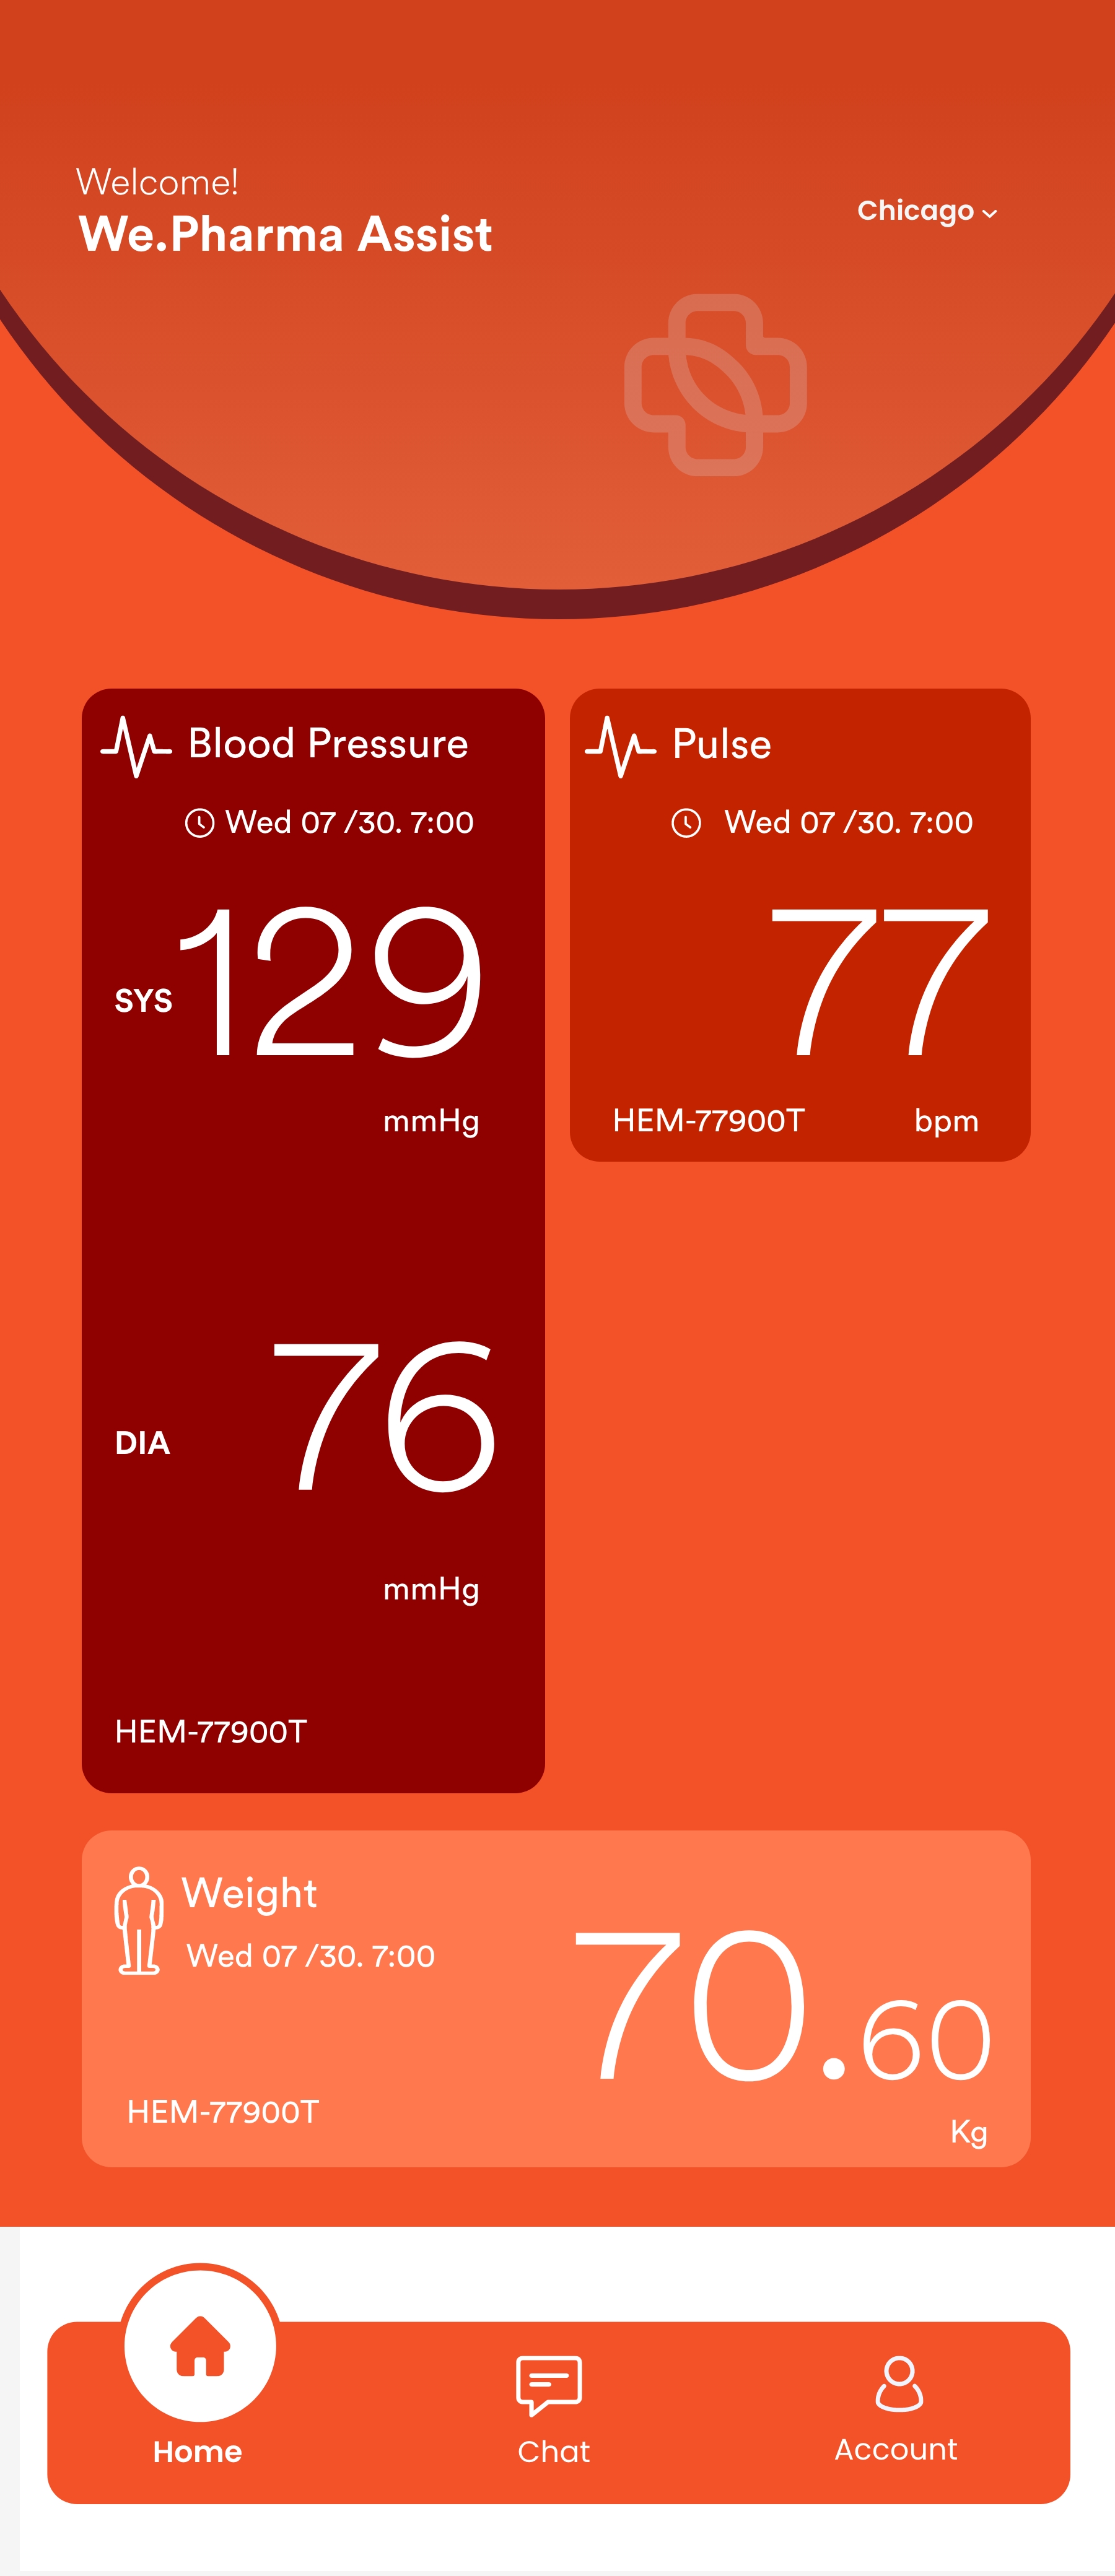 Welcome!
We.Pharma Assist
Chicago
Blood Pressure
Wed 07 /30. 7:00
SYS 129
mmHg
DIA 76
mmHg
HEM-77900T
Pulse
Wed 07 /30. 7:00
77
HEM-77900T bpm
Weight
Wed 07 /30. 7:00
70.60
HEM-77900T
Kg
Home
Chat
Account